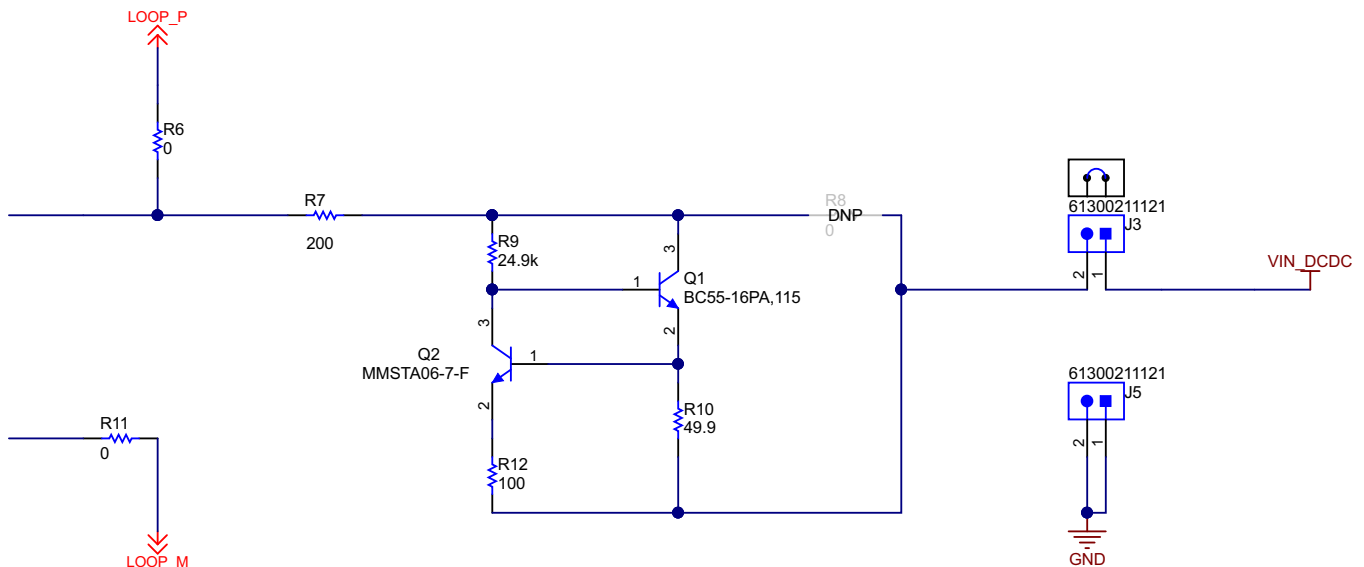 LOOP_P
R6
0
R7
200
R8
DNP
0
R9
24.9k
3
1
Q1
BC55-16PA,115
2
3
Q2
MMSTA06-7-F
1
2
R10
49.9
R12
100
R11
0
LOOP_M
61300211121
J3
2
1
VIN_DCDC
61300211121
J5
2
1
GND